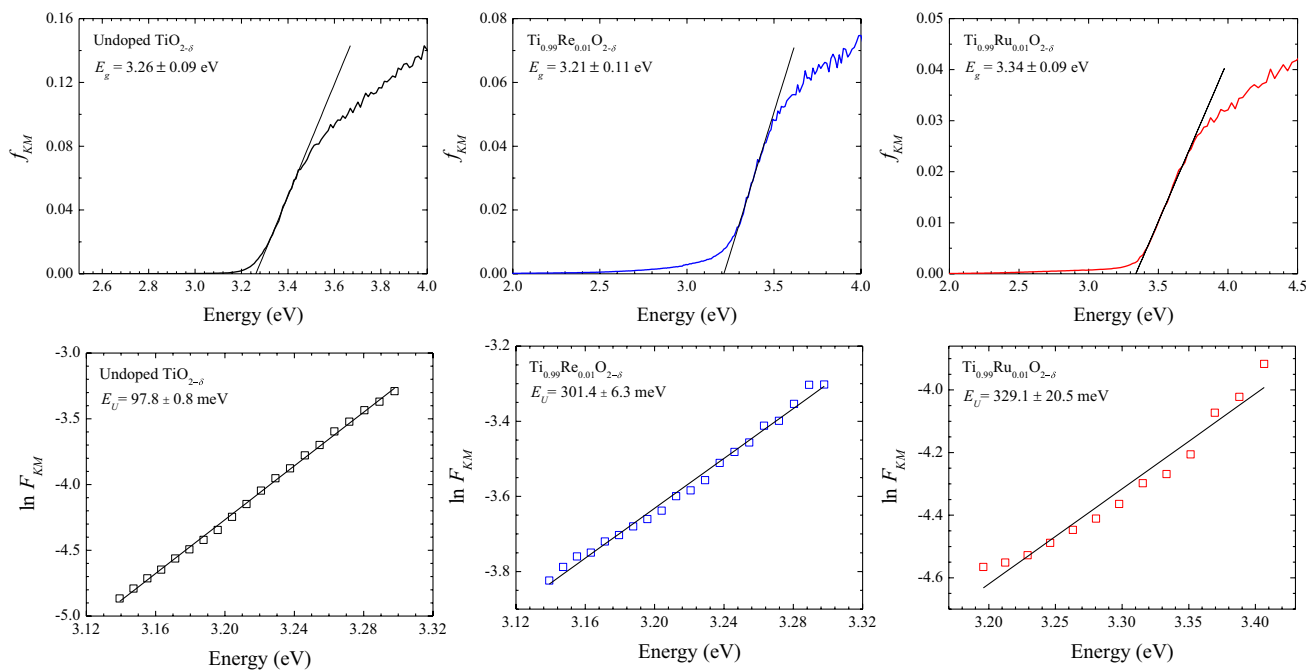 Undoped TiO2-δ
Eg = 3.26 ± 0.09 eV
fKM
0.16
0.12
0.08
0.04
0.00
2.6 2.8 3.0 3.2 3.4 3.6 3.8 4.0
Energy (eV)
Ti0.99Re0.01O2-δ
Eg = 3.21 ± 0.11 eV
fKM
0.08
0.06
0.04
0.02
0.00
2.0 2.5 3.0 3.5 4.0
Energy (eV)
Ti0.99Ru0.01O2-δ
Eg = 3.34 ± 0.09 eV
fKM
0.05
0.04
0.03
0.02
0.01
0.00
2.0 2.5 3.0 3.5 4.0 4.5
Energy (eV)
Undoped TiO2-δ
EU = 97.8 ± 0.8 meV
ln FKM
-3.0
-3.5
-4.0
-4.5
-5.0
3.12 3.16 3.20 3.24 3.28 3.32
Energy (eV)
Ti0.99Re0.01O2-δ
EU = 301.4 ± 6.3 meV
ln FKM
-3.2
-3.4
-3.6
-3.8
3.12 3.16 3.20 3.24 3.28 3.32
Energy (eV)
Ti0.99Ru0.01O2-δ
EU = 329.1 ± 20.5 meV
ln FKM
-4.0
-4.2
-4.4
-4.6
3.20 3.25 3.30 3.35 3.40
Energy (eV)